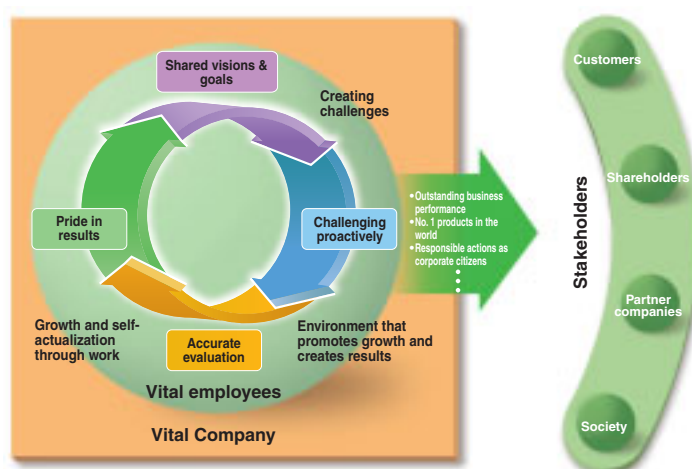 Shared visions &
goals
Creating
challenges
Challenging
proactively
Pride in
results
Growth and self-
actualization
through work
Accurate
evaluation
Environment that
promotes growth and
creates results
Vital employees
Vital Company
•Outstanding business
performance
•No. 1 products in the
world
•Responsible actions as
corporate citizens
Stakeholders
Customers
Shareholders
Partner
companies
Society